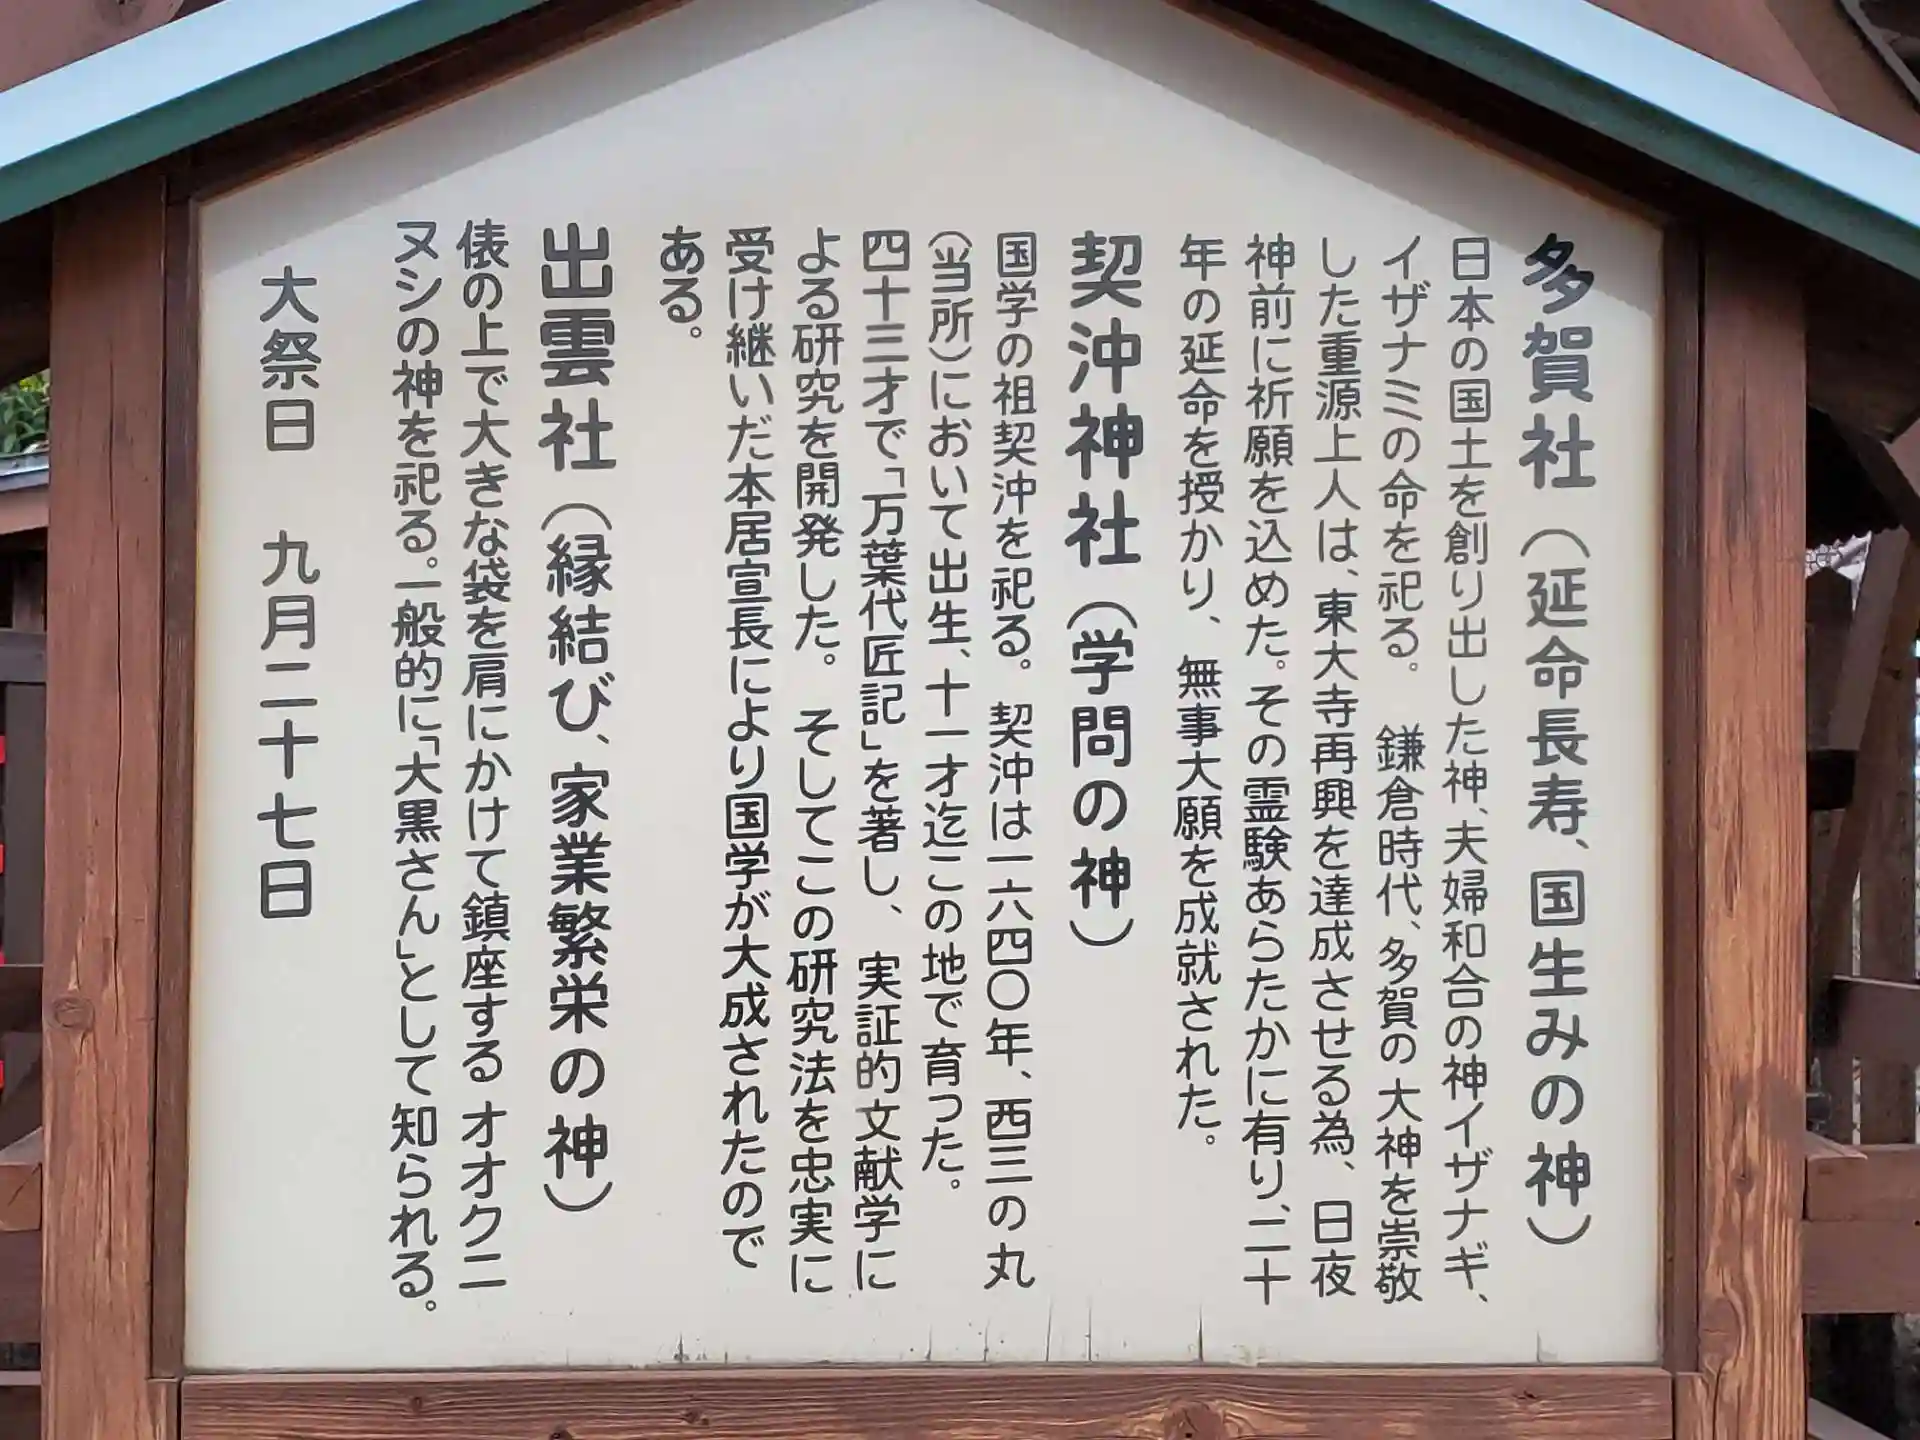 多賀社（延命長寿、国生みの神）
日本の国土を創り出した神、夫婦和合の神イザナギ、
イザナミの命を祀る。鎌倉時代、多賀の大神を崇敬
した重源上人は、東大寺再興を達成させる為、日夜
神前に祈願を込めた。その霊験あらたかに有り、二十
年の延命を授かり、無事大願を成就された。
契沖神社（学問の神）
国学の祖契沖を祀る。契沖は一六四〇年、西三の丸
（当所）において出生、十一才迄この地で育った。
四十三才で「万葉代匠記」を著し、実証的文献学に
よる研究を開発した。そしてこの研究法を忠実に
受け継いだ本居宣長により国学が大成されたので
ある。
出雲社（縁結び、家業繁栄の神）
俵の上で大きな袋を肩にかけて鎮座するオオクニ
ヌシの神を祀る。一般的に「大黒さん」として知られる。
大祭日　九月二十七日